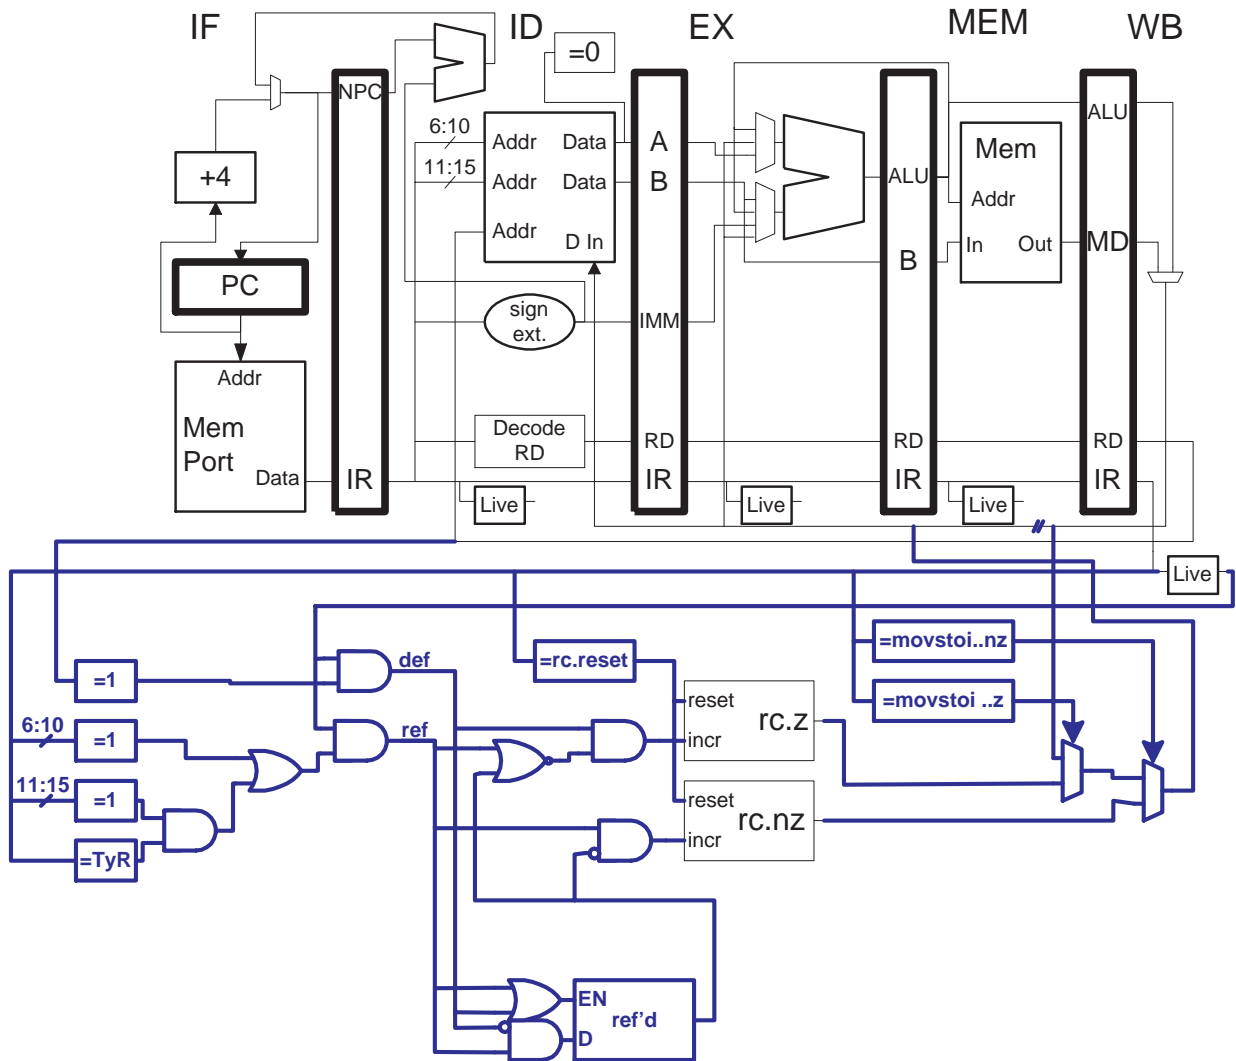 IF
ID
EX
MEM
WB
=0
NPC
6:10
11:15
Addr
Data
Addr
Data
Addr
D In
A
B
+4
PC
Addr
Mem
Port
Data
sign
ext.
IMM
Decode
RD
RD
IR
IR
Live
Live
Live
ALU
B
RD
IR
Mem
Addr
In
Out
ALU
MD
RD
IR
Live
=1
def
=rc.reset
=movstoi..nz
=movstoi ..z
6:10
=1
ref
reset
incr
rc.z
11:15
=1
reset
incr
rc.nz
=TyR
EN
D
ref'd